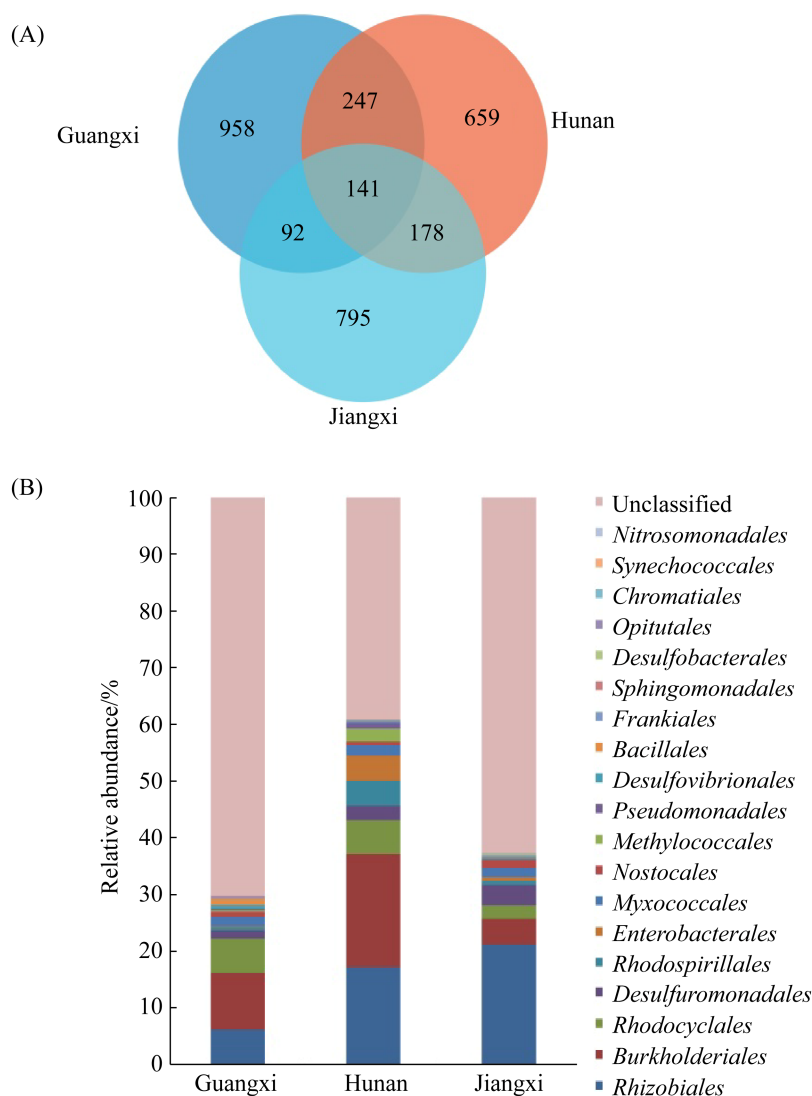 (A)
247
958
659
Guangxi
Hunan
141
92
178
795
Jiangxi
(B)
100
90
80
70
60
50
40
30
20
10
0
Relative abundance/%
Guangxi
Hunan
Jiangxi
Unclassified
Nitrosomonadales
Synechococcales
Chromatiales
Opitutales
Desulfobacterales
Sphingomonadales
Frankiales
Bacillales
Desulfovibrionales
Pseudomonadales
Methylococcales
Nostocales
Myxococcales
Enterobacterales
Rhodospirillales
Desulfuromonadales
Rhodocyclales
Burkholderiales
Rhizobiales